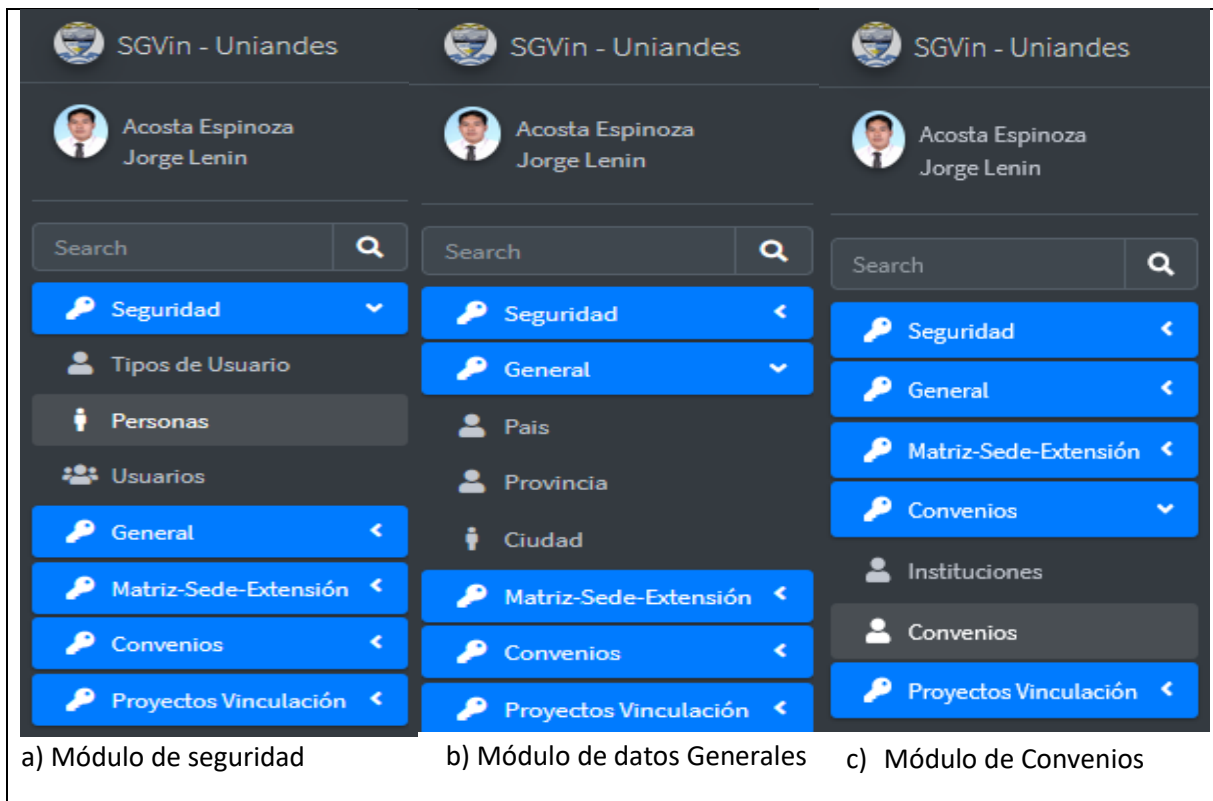 SGVin - Uniandes
Acosta Espinoza
Jorge Lenin
Search
Seguridad
Tipos de Usuario
Personas
Usuarios
General
Matriz-Sede-Extensión
Convenios
Proyectos Vinculación
a) Módulo de seguridad
SGVin - Uniandes
Acosta Espinoza
Jorge Lenin
Search
Seguridad
General
Pais
Provincia
Ciudad
Matriz-Sede-Extensión
Convenios
Proyectos Vinculación
b) Módulo de datos Generales
SGVin - Uniandes
Acosta Espinoza
Jorge Lenin
Search
Seguridad
General
Matriz-Sede-Extensión
Convenios
Instituciones
Convenios
Proyectos Vinculación
c) Módulo de Convenios